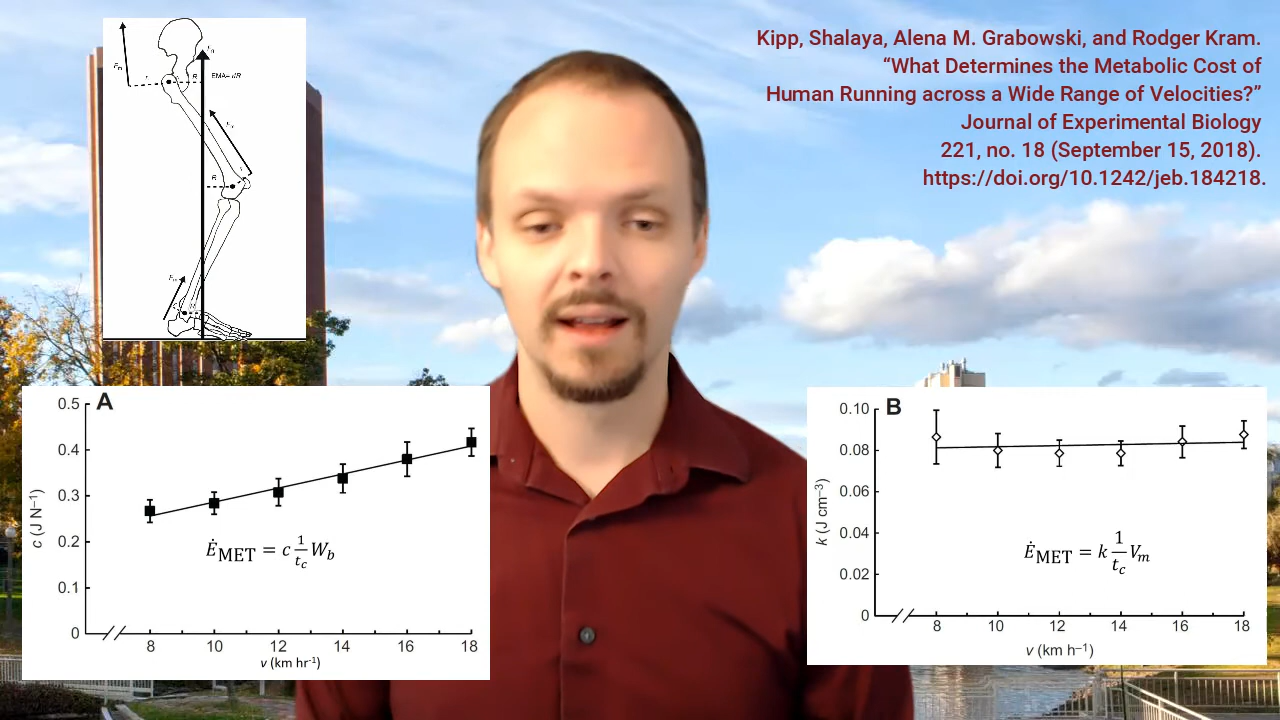 Kipp, Shalaya, Alena M. Grabowski, and Rodger Kram.
“What Determines the Metabolic Cost of
Human Running across a Wide Range of Velocities?”
Journal of Experimental Biology
221, no. 18 (September 15, 2018).
https://doi.org/10.1242/jeb.184218.
R
R
A
0.5
0.4
0.3
0.2
0.1
0
c (J N⁻¹)
Ė_MET = c 1/t_c W_b
8 10 12 14 16 18
v (km hr⁻¹)
B
0.10
0.08
0.06
0.04
0.02
0
k (J cm⁻³)
Ė_MET = k 1/t_c V_m
8 10 12 14 16 18
v (km h⁻¹)